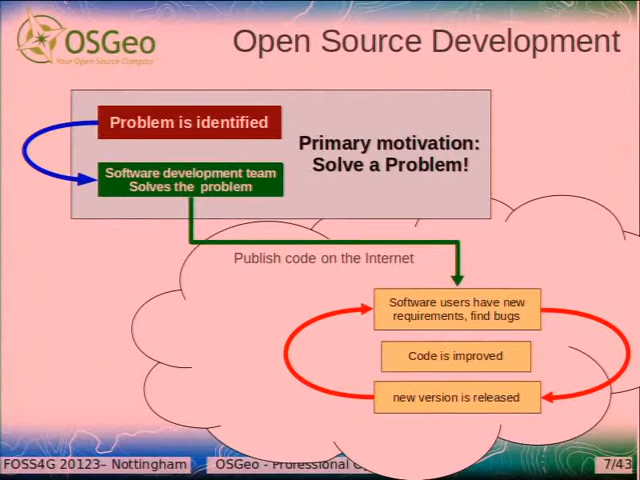 OSGeo
Your Open Source Compass
Open Source Development
Problem is identified
Primary motivation:
Solve a Problem!
Software development team
Solves the problem
Publish code on the Internet
Software users have new
requirements, find bugs
Code is improved
new version is released
FOSS4G 20123– Nottingham
OSGeo - Professional
7/43